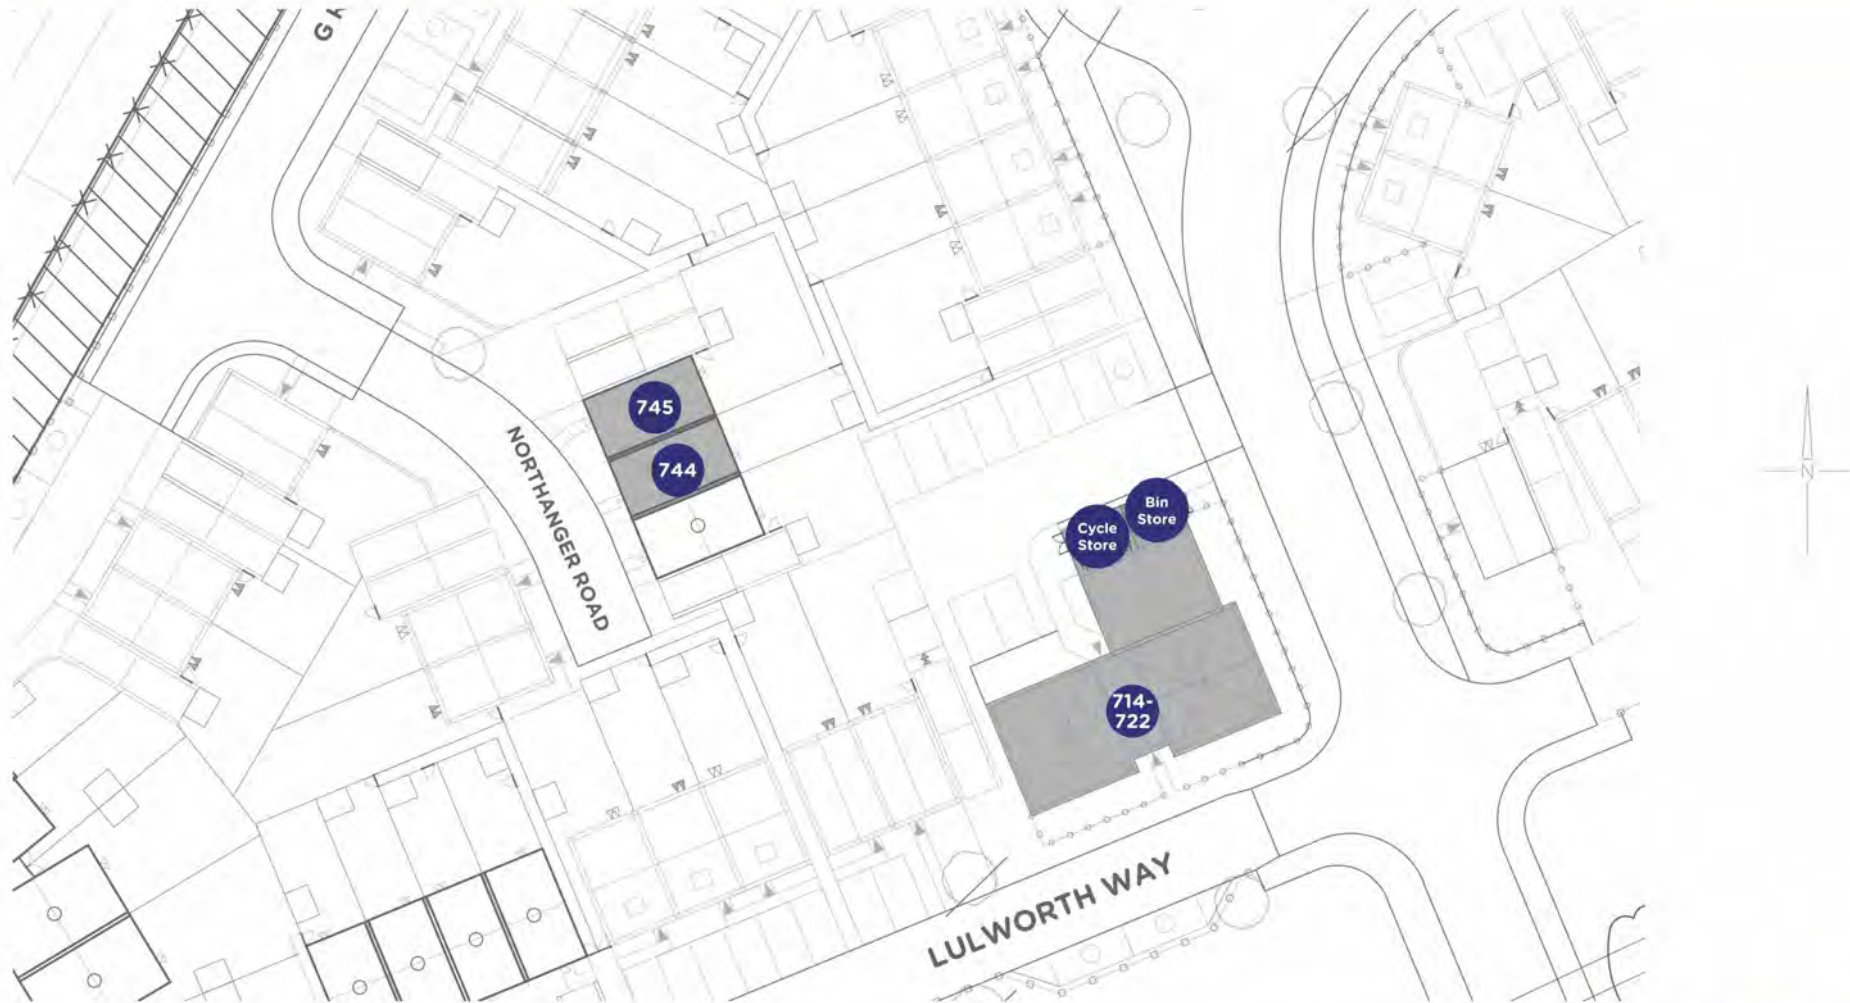 745
744
NORTHANGER ROAD
Bin
Store
Cycle
Store
714-
722
LULWORTH WAY
N